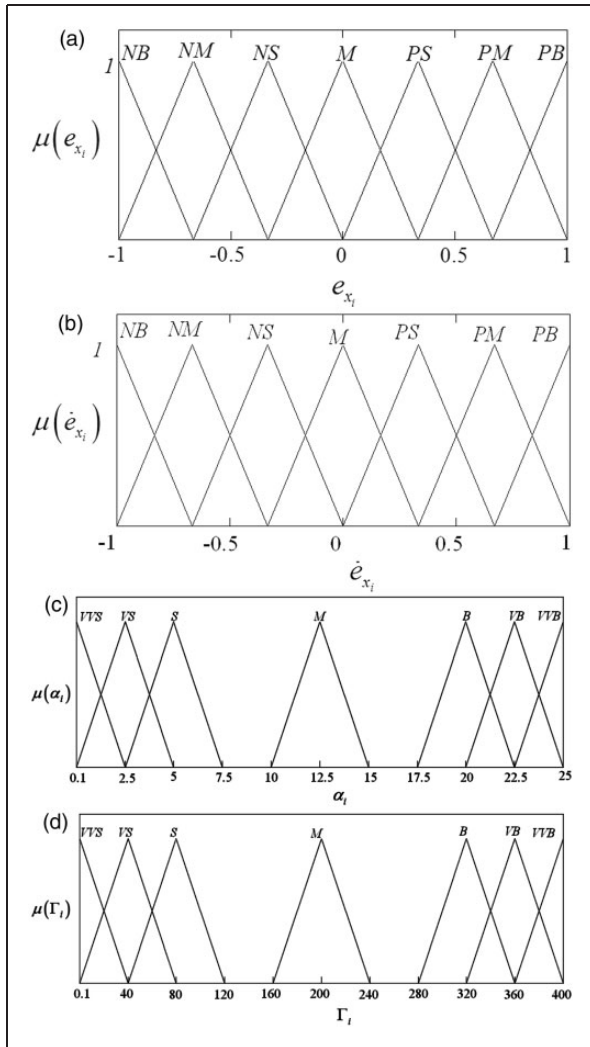 (a)
NB NM NS M PS PM PB
1
μ(e_{x_i})
-1 -0.5 0 0.5 1
e_{x_i}
(b)
NB NM NS M PS PM PB
1
μ(ė_{x_i})
-1 -0.5 0 0.5 1
ė_{x_i}
(c)
VVS VS S M B VB VVB
μ(α_i)
0.1 2.5 5 7.5 10 12.5 15 17.5 20 22.5 25
α_i
(d)
VVS VS S M B VB VVB
μ(Γ_i)
0.1 40 80 120 160 200 240 280 320 360 400
Γ_i